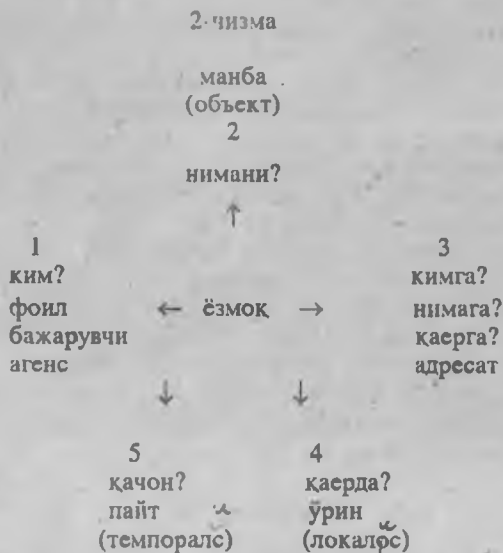 2-чизма
манба
(объект)
2
нимани?
↑
1
ким?
фоил
бажарувчи
агенс
← ёзмоқ →
3
кимга?
нимага?
қаерга?
адресат
↓ ↓
5
қачон?
пайт
(темпоралс)
4
қаерда?
ўрин
(локалос)